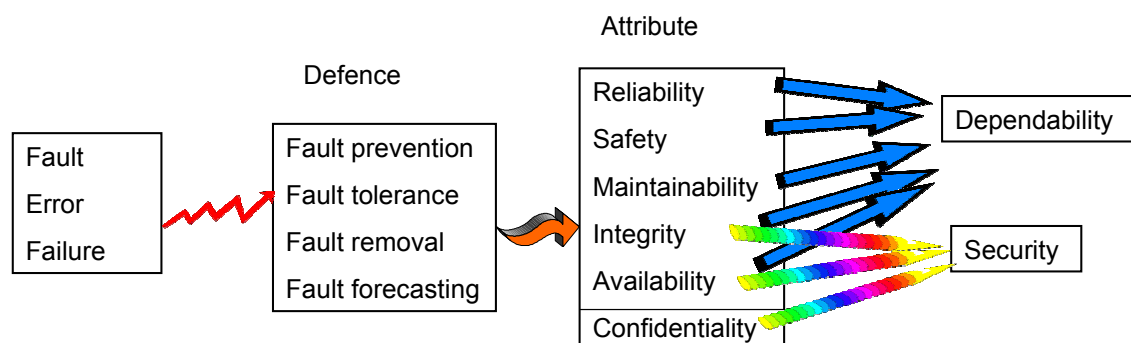 Attribute
Defence
Fault
Error
Failure
Fault prevention
Fault tolerance
Fault removal
Fault forecasting
Reliability
Safety
Maintainability
Integrity
Availability
Confidentiality
Dependability
Security